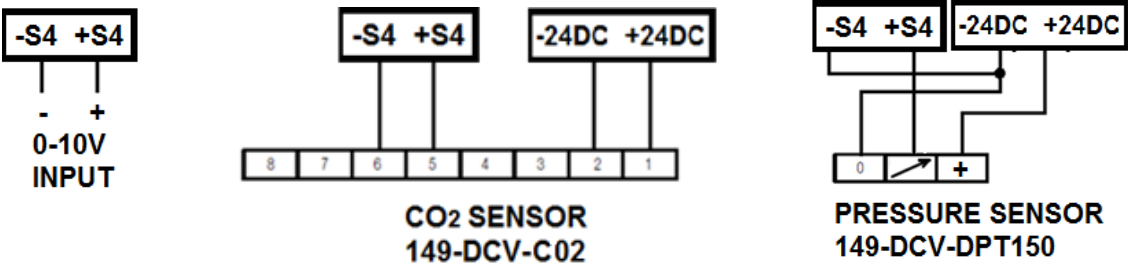 -S4 +S4
- +
0-10V
INPUT
-S4 +S4
-24DC +24DC
8 7 6 5 4 3 2 1
CO2 SENSOR
149-DCV-C02
-S4 +S4
-24DC +24DC
0 +
PRESSURE SENSOR
149-DCV-DPT150